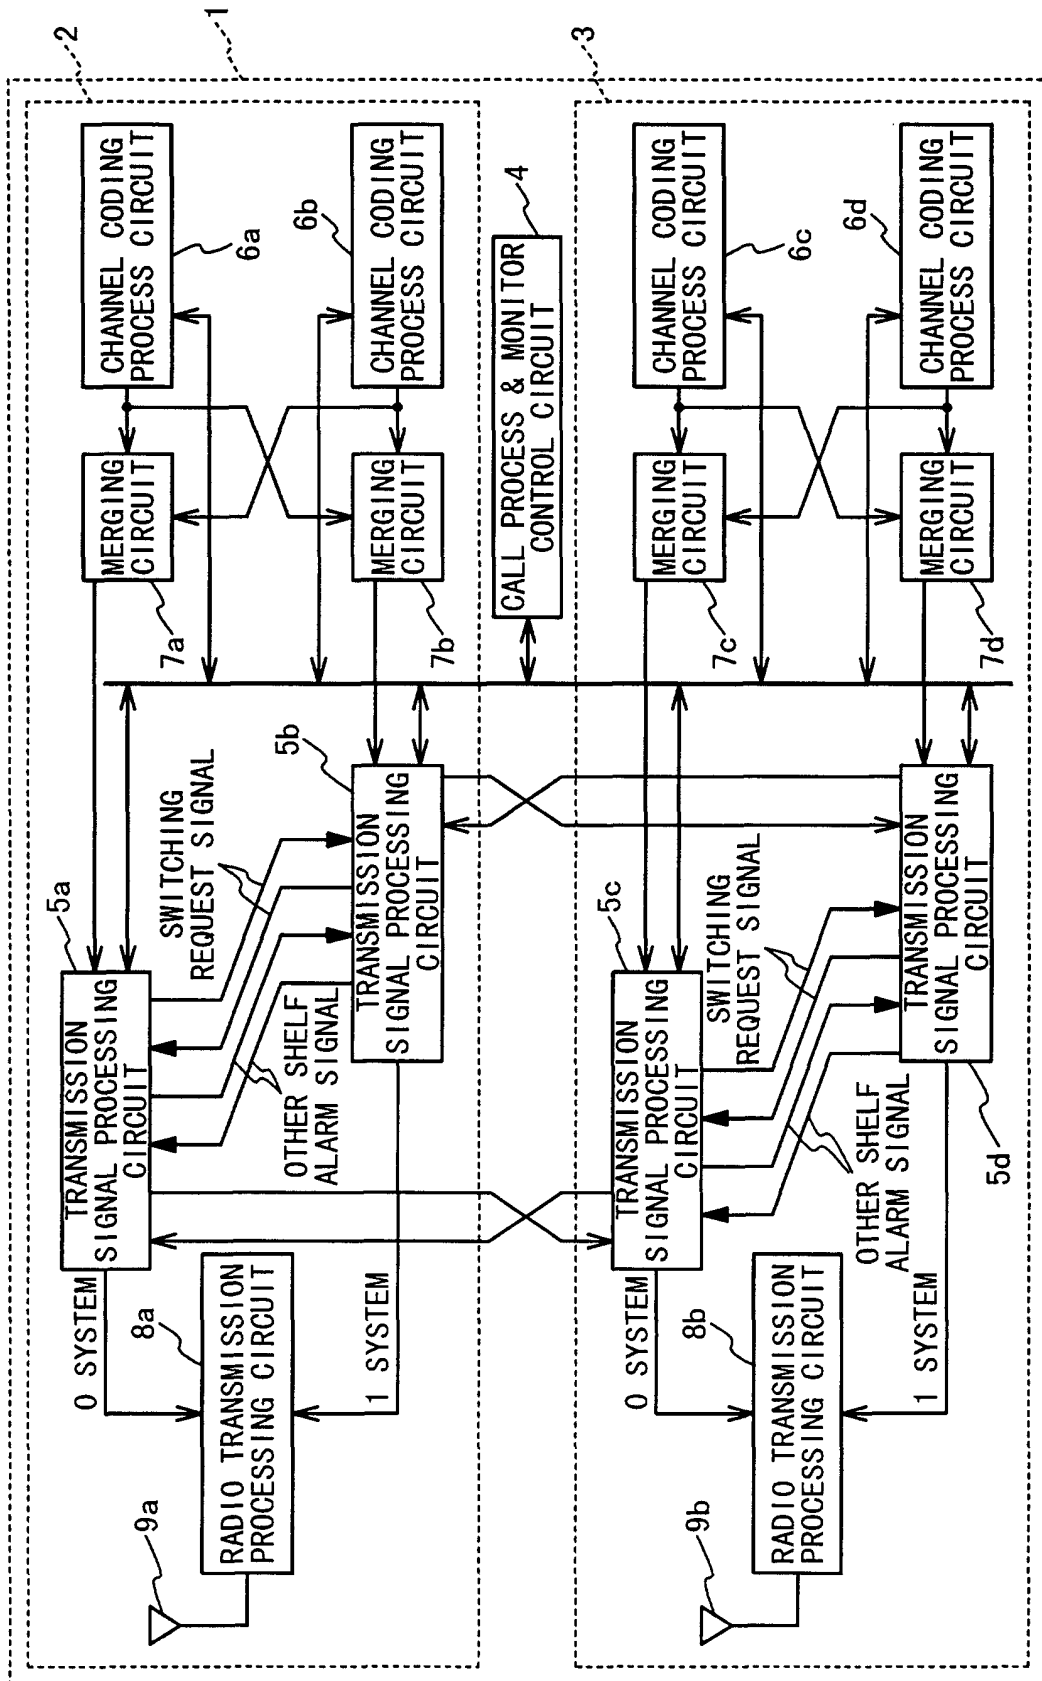 1
2
9a
RADIO TRANSMISSION
PROCESSING CIRCUIT
8a
0 SYSTEM
1 SYSTEM
5a
TRANSMISSION
SIGNAL PROCESSING
CIRCUIT
SWITCHING
REQUEST SIGNAL
OTHER SHELF
ALARM SIGNAL
5b
TRANSMISSION
SIGNAL PROCESSING
CIRCUIT
7a
MERGING
CIRCUIT
7b
MERGING
CIRCUIT
6a
CHANNEL CODING
PROCESS CIRCUIT
6b
CHANNEL CODING
PROCESS CIRCUIT
4
CALL PROCESS & MONITOR
CONTROL CIRCUIT
3
9b
RADIO TRANSMISSION
PROCESSING CIRCUIT
8b
0 SYSTEM
1 SYSTEM
5c
TRANSMISSION
SIGNAL PROCESSING
CIRCUIT
SWITCHING
REQUEST SIGNAL
OTHER SHELF
ALARM SIGNAL
5d
TRANSMISSION
SIGNAL PROCESSING
CIRCUIT
7c
MERGING
CIRCUIT
7d
MERGING
CIRCUIT
6c
CHANNEL CODING
PROCESS CIRCUIT
6d
CHANNEL CODING
PROCESS CIRCUIT